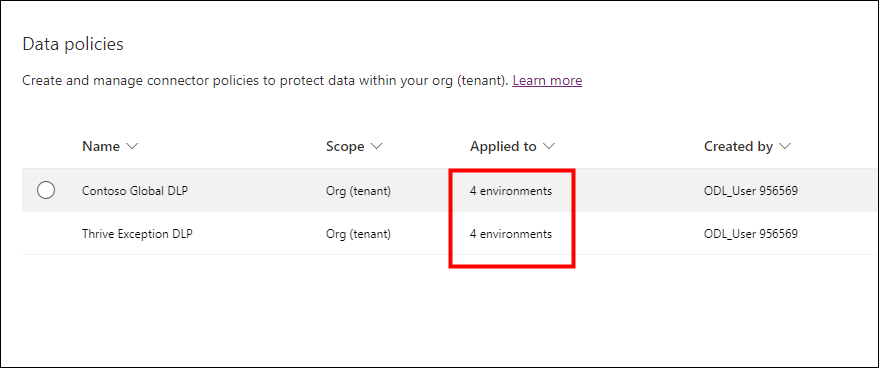 Data policies
Create and manage connector policies to protect data within your org (tenant). Learn more
Name Scope Applied to Created by
Contoso Global DLP Org (tenant) 4 environments ODL_User 956569
Thrive Exception DLP Org (tenant) 4 environments ODL_User 956569